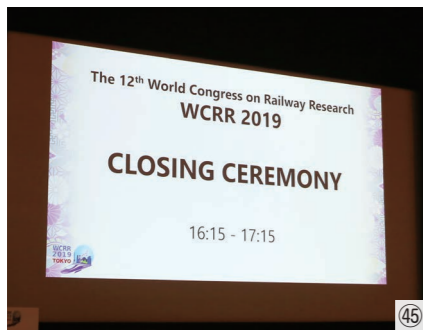 The 12th World Congress on Railway Research
WCRR 2019
CLOSING CEREMONY
16:15 - 17:15
WCRR
2019
TOKYO
㊺